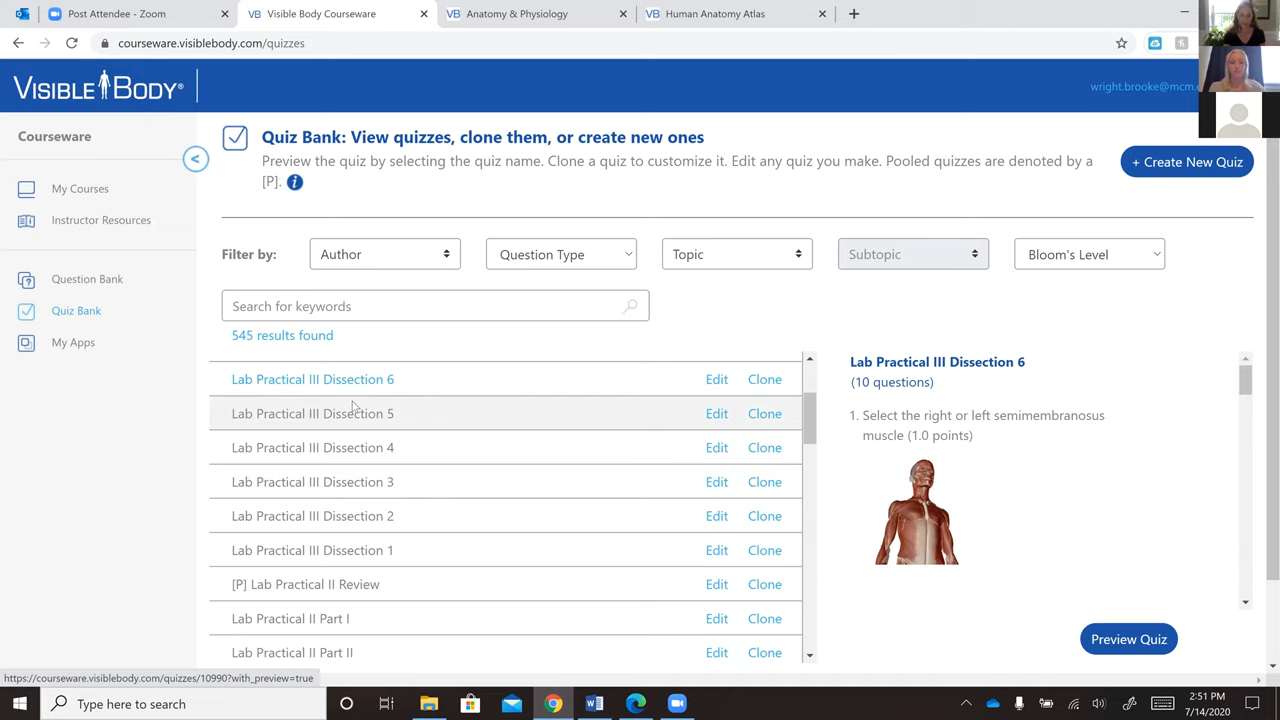 Post Attendee - Zoom
Visible Body Courseware
Anatomy & Physiology
Human Anatomy Atlas
courseware.visiblebody.com/quizzes
VISIBLE BODY®
wright.brooke@mcm.
Courseware
My Courses
Instructor Resources
Question Bank
Quiz Bank
My Apps
Quiz Bank: View quizzes, clone them, or create new ones
Preview the quiz by selecting the quiz name. Clone a quiz to customize it. Edit any quiz you make. Pooled quizzes are denoted by a
[P].
+ Create New Quiz
Filter by: Author Question Type Topic Subtopic Bloom's Level
Search for keywords
545 results found
Lab Practical III Dissection 6 Edit Clone
Lab Practical III Dissection 5 Edit Clone
Lab Practical III Dissection 4 Edit Clone
Lab Practical III Dissection 3 Edit Clone
Lab Practical III Dissection 2 Edit Clone
Lab Practical III Dissection 1 Edit Clone
[P] Lab Practical II Review Edit Clone
Lab Practical II Part I Edit Clone
Lab Practical II Part II Edit Clone
Lab Practical III Dissection 6
(10 questions)
1. Select the right or left semimembranosus
muscle (1.0 points)
Preview Quiz
https://courseware.visiblebody.com/quizzes/10990?with_preview=true
Type here to search
2:51 PM
7/14/2020